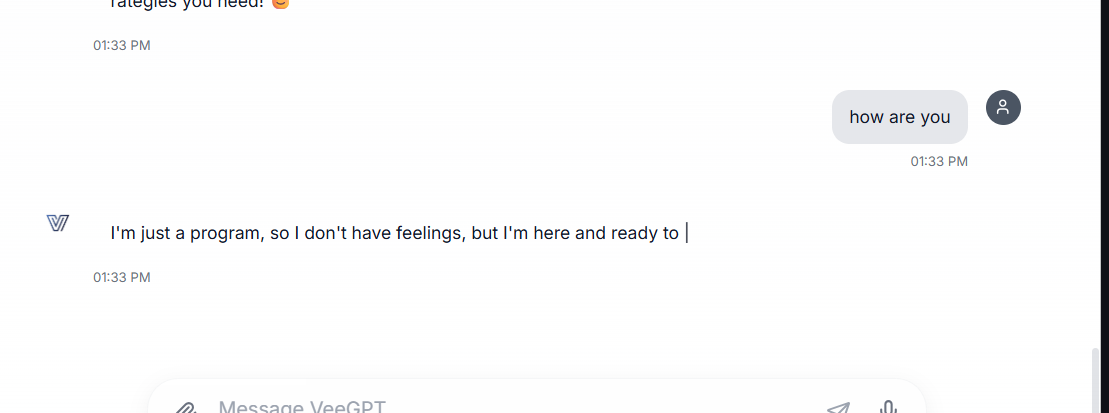 rategies you need! 😊
01:33 PM
how are you
01:33 PM
I'm just a program, so I don't have feelings, but I'm here and ready to
01:33 PM
Message VeeGPT